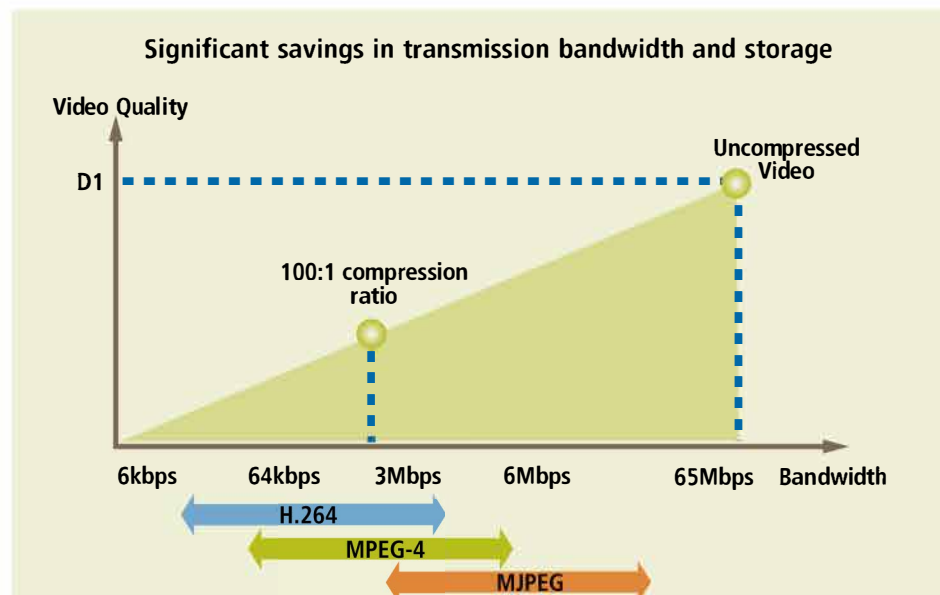 Significant savings in transmission bandwidth and storage
Video Quality
Uncompressed
Video
D1
100:1 compression
ratio
6kbps 64kbps 3Mbps 6Mbps 65Mbps Bandwidth
H.264
MPEG-4
MJPEG